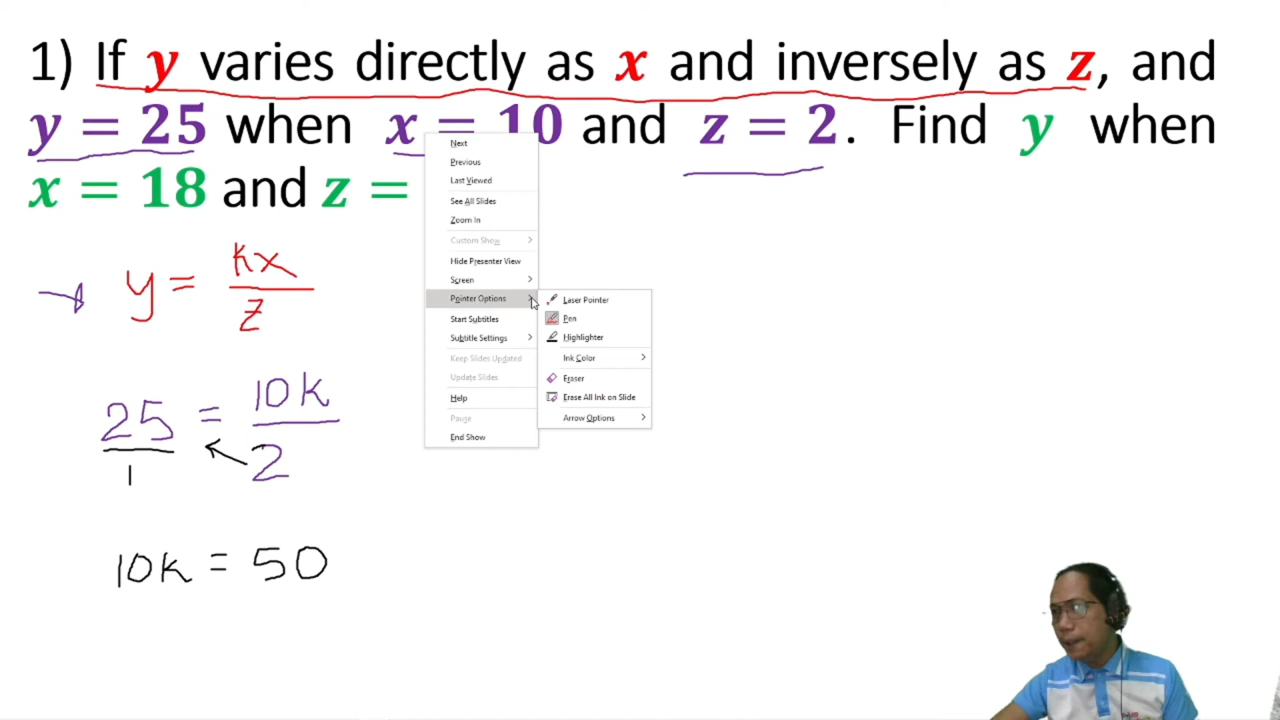 1) If y varies directly as x and inversely as z, and
y = 25 when x = 10 and z = 2. Find y when
x = 18 and z =
y = kx
z
25 = 10k
1 2
10k = 50
Next
Previous
Last Viewed
See All Slides
Zoom In
Custom Show
Hide Presenter View
Screen
Pointer Options
Start Subtitles
Subtitle Settings
Keep Slides Updated
Update Slides
Help
Pause
End Show
Laser Pointer
Pen
Highlighter
Ink Color
Eraser
Erase All Ink on Slide
Arrow Options